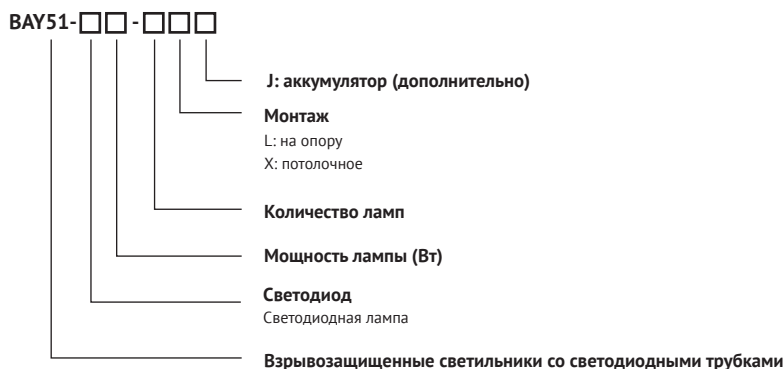 BAY51-□□-□□□
J: аккумулятор (дополнительно)
Монтаж
L: на опору
X: потолочное
Количество ламп
Мощность лампы (Вт)
Светодиод
Светодиодная лампа
Взрывозащищенные светильники со светодиодными трубками